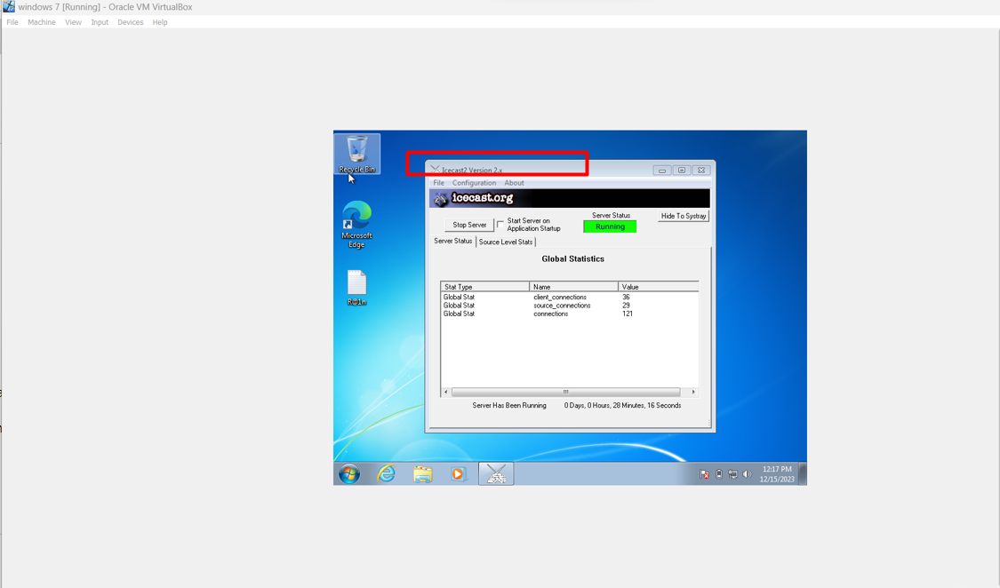 windows 7 [Running] - Oracle VM VirtualBox
File Machine View Input Devices Help
Recycle Bin
Microsoft
Edge
R@1n
Icecast2 Version 2.x
File Configuration About
icecast.org
Stop Server
Start Server on
Application Startup
Server Status
Running
Hide To Systray
Server Status Source Level Stats
Global Statistics
Stat Type Name Value
Global Stat client_connections 36
Global Stat source_connections 29
Global Stat connections 121
Server Has Been Running 0 Days, 0 Hours, 28 Minutes, 16 Seconds
12:17 PM
12/15/2023